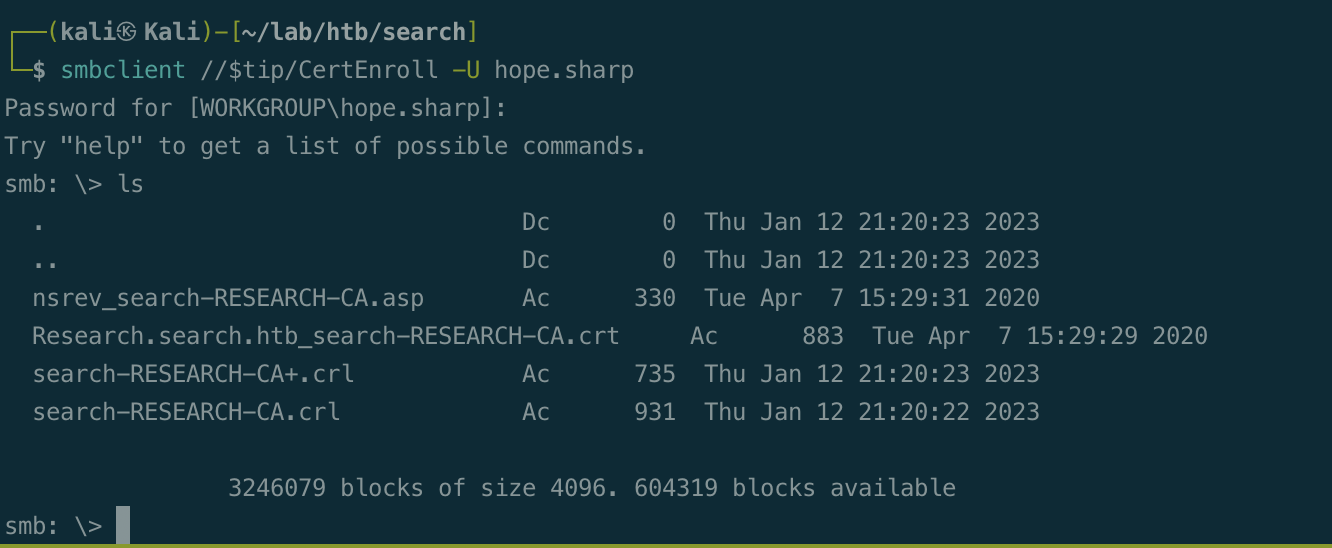 ┌──(kali㉿Kali)-[~/lab/htb/search]
└─$ smbclient //$tip/CertEnroll -U hope.sharp
Password for [WORKGROUP\hope.sharp]:
Try "help" to get a list of possible commands.
smb: \> ls
  .                                  Dc        0  Thu Jan 12 21:20:23 2023
  ..                                 Dc        0  Thu Jan 12 21:20:23 2023
  nsrev_search-RESEARCH-CA.asp       Ac      330  Tue Apr  7 15:29:31 2020
  Research.search.htb_search-RESEARCH-CA.crt     Ac      883  Tue Apr  7 15:29:29 2020
  search-RESEARCH-CA+.crl            Ac      735  Thu Jan 12 21:20:23 2023
  search-RESEARCH-CA.crl             Ac      931  Thu Jan 12 21:20:22 2023
                3246079 blocks of size 4096. 604319 blocks available
smb: \>